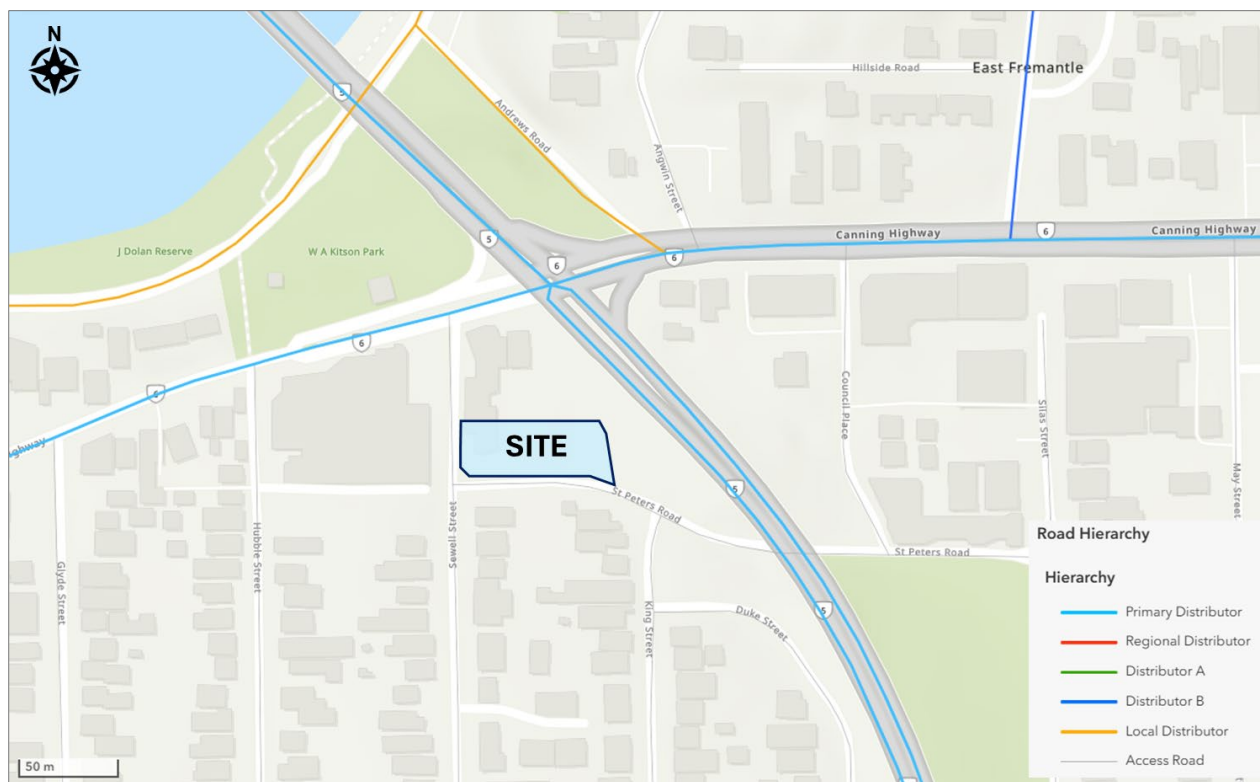 N
5
Andrews Road
Angwin Street
Hillside Road
East Fremantle
J Dolan Reserve
W A Kitson Park
5
6
6
Canning Highway
6
Canning Highway
6
6
ghway
SITE
Glyde Street
Hubble Street
Sewell Street
St Peters Road
King Street
Duke Street
5
5
Council Place
Silas Street
May Street
St Peters Road
Road Hierarchy
Hierarchy
Primary Distributor
Regional Distributor
Distributor A
Distributor B
Local Distributor
Access Road
50 m